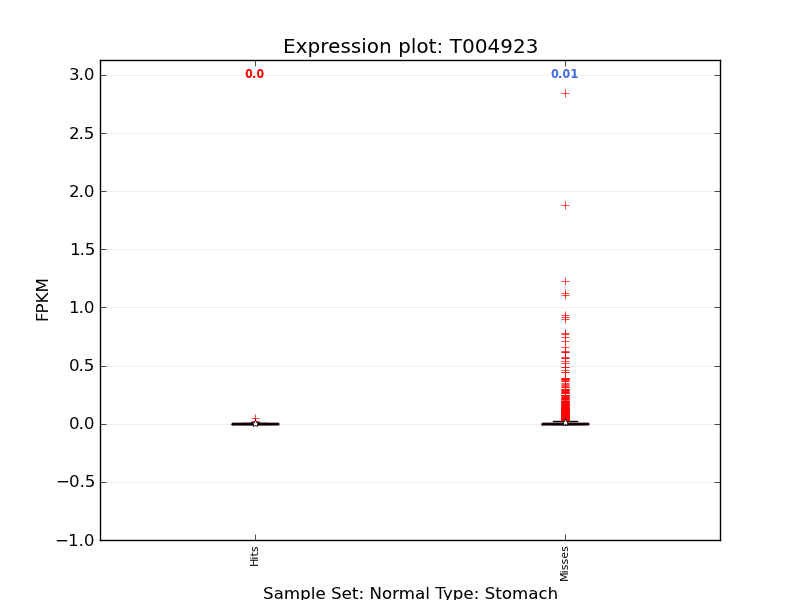 Expression plot: T004923
0.0
0.01
3.0
2.5
2.0
1.5
1.0
0.5
0.0
−0.5
−1.0
FPKM
Hits
Misses
Sample Set: Normal Type: Stomach